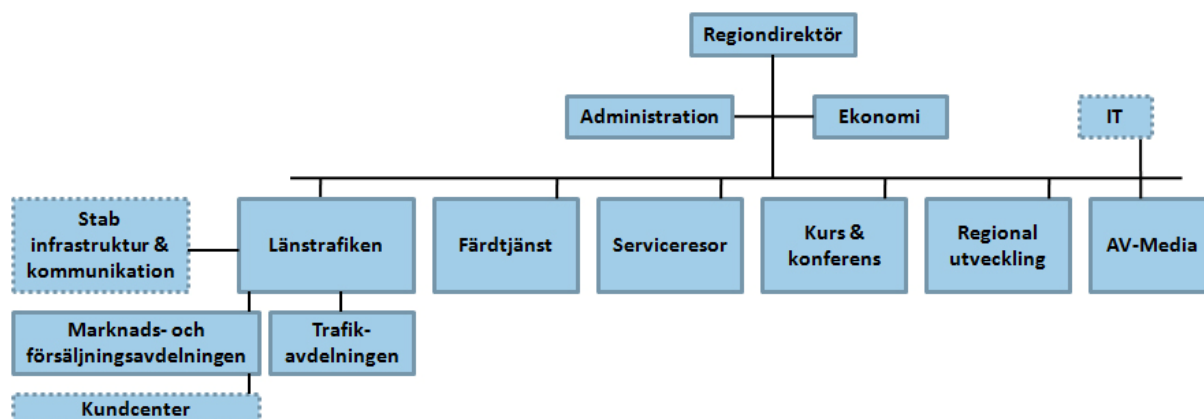 Regiondirektör
Administration
Ekonomi
IT
Stab
infrastruktur &
kommunikation
Länstrafiken
Färdtjänst
Serviceresor
Kurs &
konferens
Regional
utveckling
AV-Media
Marknads- och
försäljningsavdelningen
Trafik-
avdelningen
Kundcenter